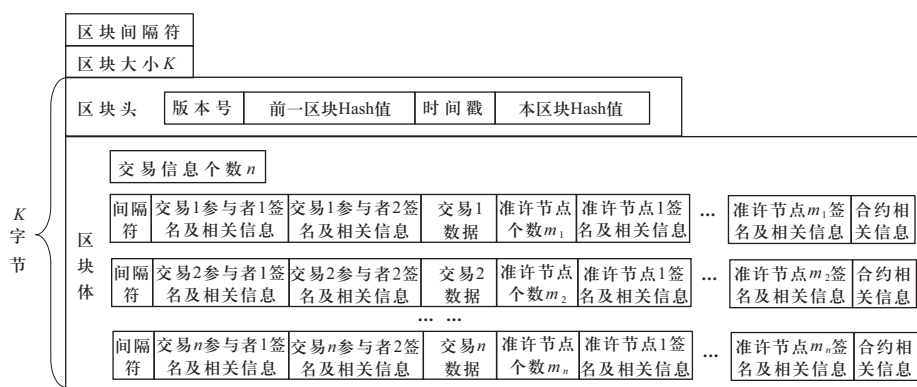 区块间隔符
区块大小K
区块头 版本号 前一区块Hash值 时间戳 本区块Hash值
交易信息个数n
间隔符 交易1参与者1签名及相关信息 交易1参与者2签名及相关信息 交易1数据 准许节点个数m₁ 准许节点1签名及相关信息 … 准许节点m₁签名及相关信息 合约相关信息
K字节
区块体
间隔符 交易2参与者1签名及相关信息 交易2参与者2签名及相关信息 交易2数据 准许节点个数m₂ 准许节点1签名及相关信息 … 准许节点m₂签名及相关信息 合约相关信息
… …
间隔符 交易n参与者1签名及相关信息 交易n参与者2签名及相关信息 交易n数据 准许节点个数mₙ 准许节点1签名及相关信息 … 准许节点mₙ签名及相关信息 合约相关信息